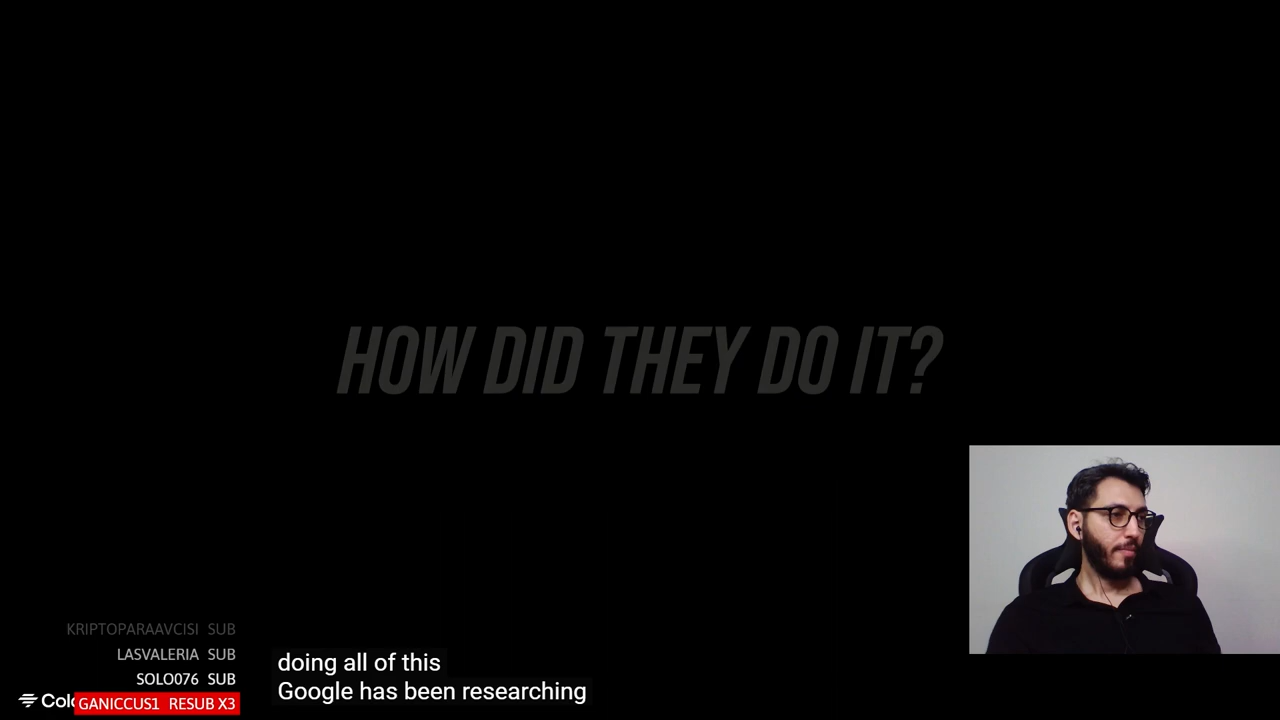 HOW DID THEY DO IT?
KRIPTOPARAAVCISI SUB
LASVALERIA SUB
SOLO076 SUB
GANICCUS1 RESUB X3
doing all of this
Google has been researching